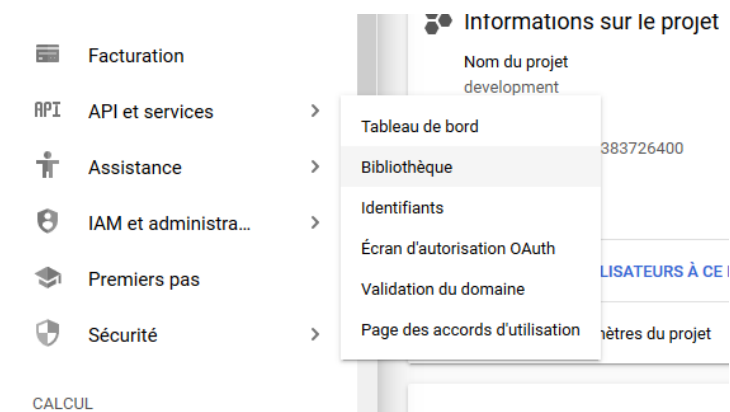 Informations sur le projet
Nom du projet
development
Facturation
API API et services
Assistance
IAM et administra...
Premiers pas
Sécurité
CALCUL
Tableau de bord
Bibliothèque
Identifiants
Écran d'autorisation OAuth
Validation du domaine
Page des accords d'utilisation
383726400
LISATEURS À CE
nètres du projet